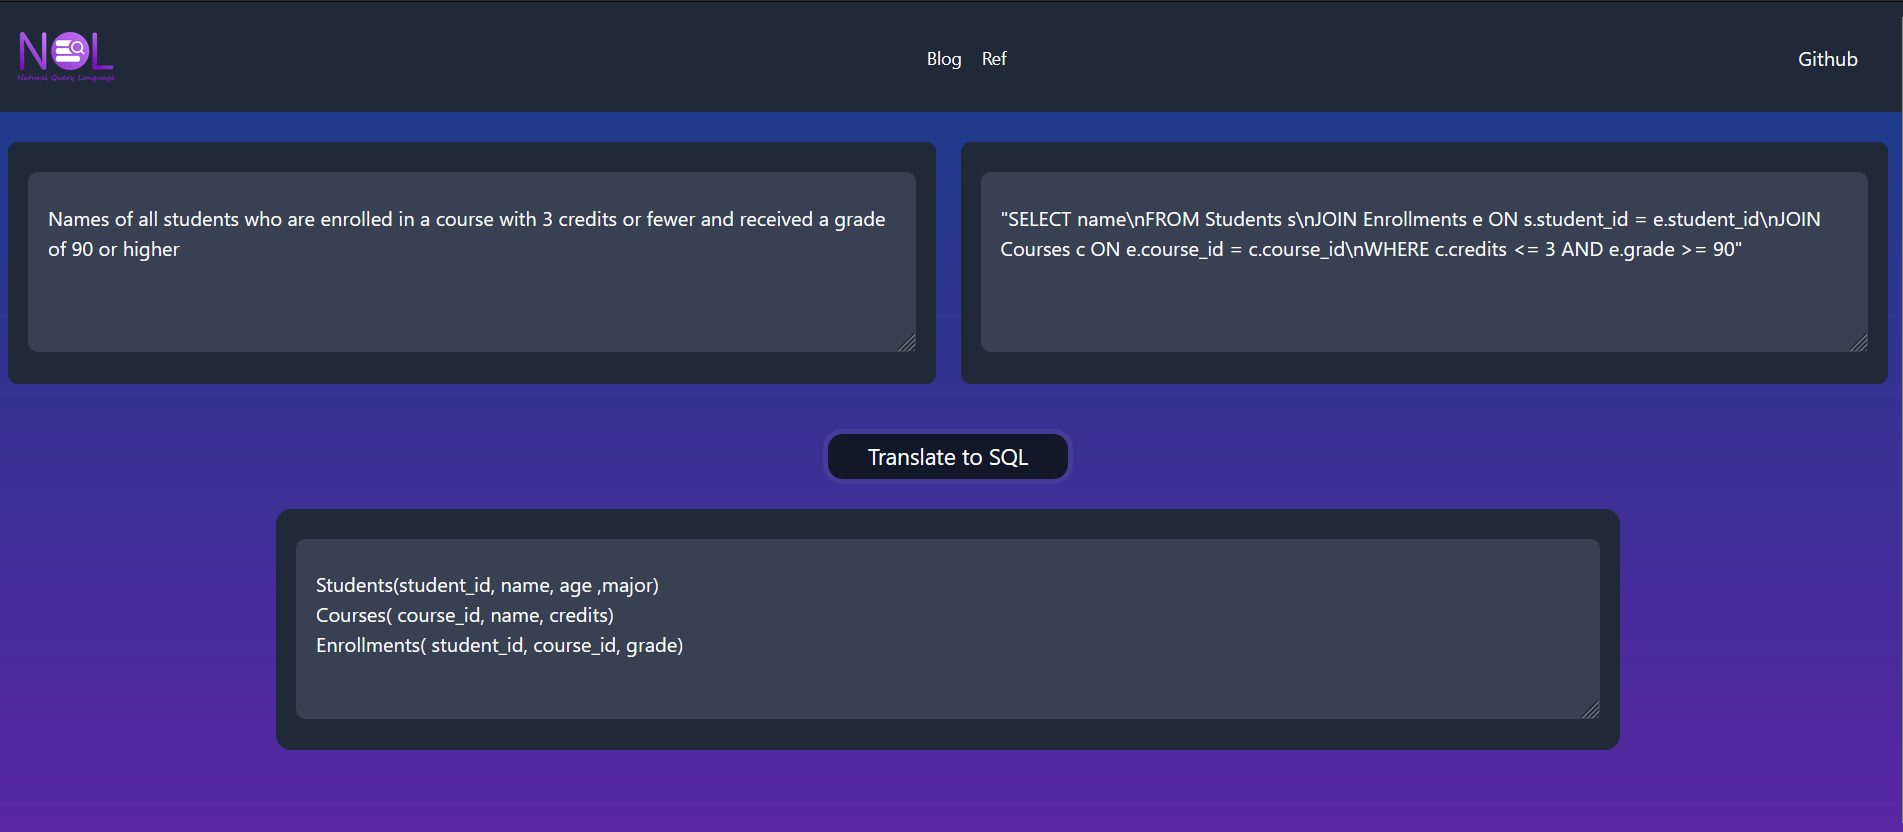 NQL
Natural Query Language
Blog
Ref
Github
Names of all students who are enrolled in a course with 3 credits or fewer and received a grade
of 90 or higher
"SELECT name\nFROM Students s\nJOIN Enrollments e ON s.student_id = e.student_id\nJOIN
Courses c ON e.course_id = c.course_id\nWHERE c.credits <= 3 AND e.grade >= 90"
Translate to SQL
Students(student_id, name, age ,major)
Courses( course_id, name, credits)
Enrollments( student_id, course_id, grade)